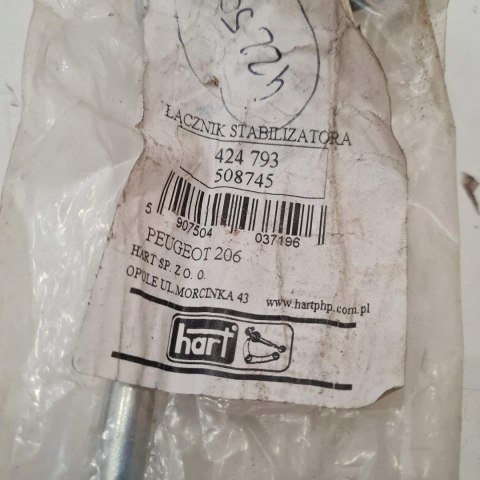 ŁĄCZNIK STABILIZATORA
424 793
508745
5 907504 037196
PEUGEOT 206
HART SP. Z O. O.
OPOLE UL.MORCINKA 43
www.hartphp.com.pl
hart